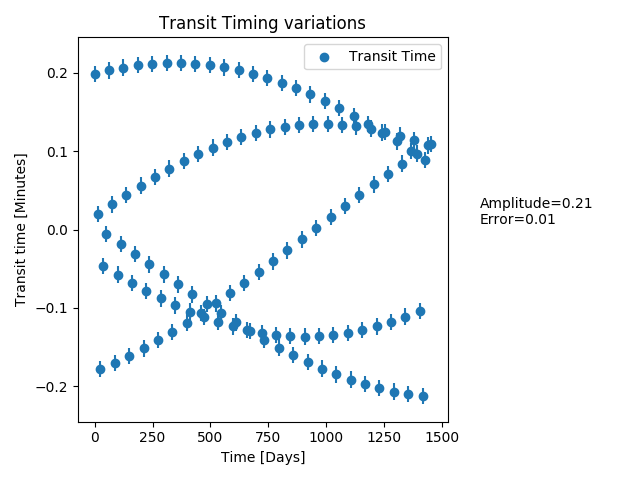 Transit Timing variations
Transit Time
0.2
0.1
0.0
−0.1
−0.2
Transit time [Minutes]
0 250 500 750 1000 1250 1500
Time [Days]
Amplitude=0.21
Error=0.01